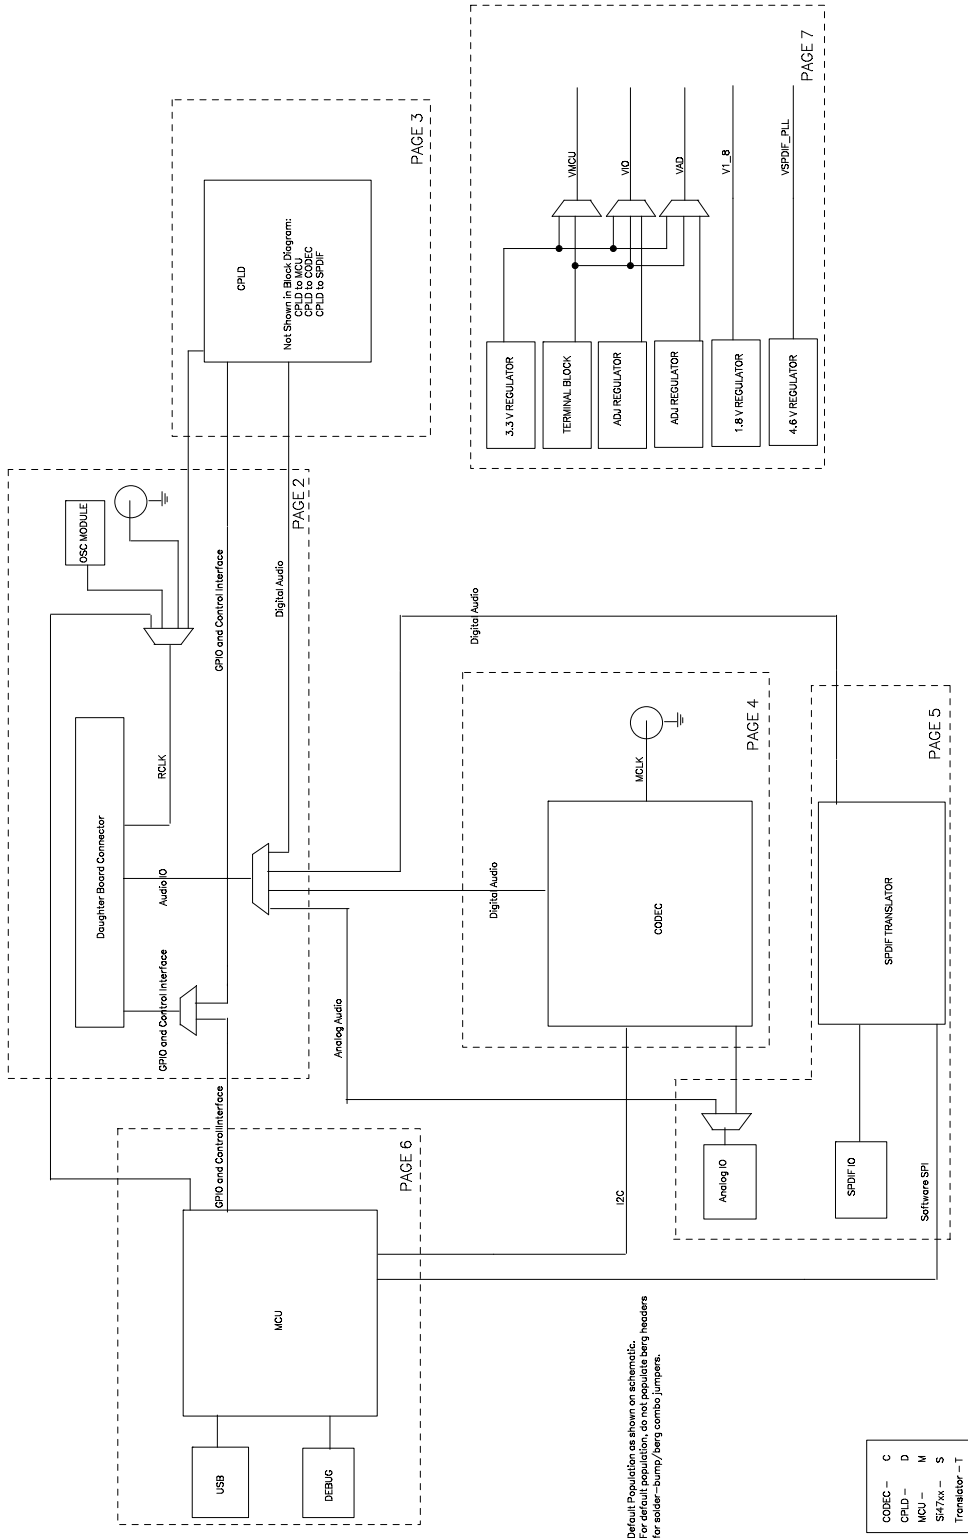 PAGE 7
VMCU
VIO
VAD
V1_8
VSPDIF_PLL
3.3 V REGULATOR
TERMINAL BLOCK
ADJ REGULATOR
ADJ REGULATOR
1.8 V REGULATOR
4.6 V REGULATOR
PAGE 3
CPLD
Not Shown in Block Diagram:
CPLD to MCU
CPLD to CODEC
CPLD to SPDIF
PAGE 2
OSC MODULE
GPIO and Control Interface
Digital Audio
RCLK
Daughter Board Connector
Audio IO
GPIO and Control Interface
Digital Audio
PAGE 4
MCLK
CODEC
Digital Audio
PAGE 5
SPDIF TRANSLATOR
Analog Audio
GPIO and Control Interface
PAGE 6
MCU
USB
DEBUG
I2C
Analog IO
SPDIF IO
Software SPI
Default Population as shown on schematic.
For default population, do not populate berg headers
for solder-bump/berg combo jumpers.
CODEC - C
CPLD - D
MCU - M
Si47xx - S
Translator - T